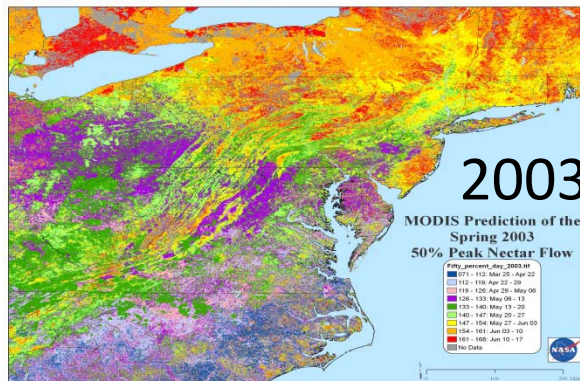 2003
MODIS Prediction of the
Spring 2003
50% Peak Nectar Flow
Fifty_percent_day_2003.tif
071 - 112: Mar 25 - Apr 22
112 - 119: Apr 22 - 29
119 - 126: Apr 29 - May 06
126 - 133: May 06 - 13
133 - 140: May 13 - 20
140 - 147: May 20 - 27
147 - 154: May 27 - Jun 03
154 - 161: Jun 03 - 10
161 - 168: Jun 10 - 17
No Data
NASA
0 100